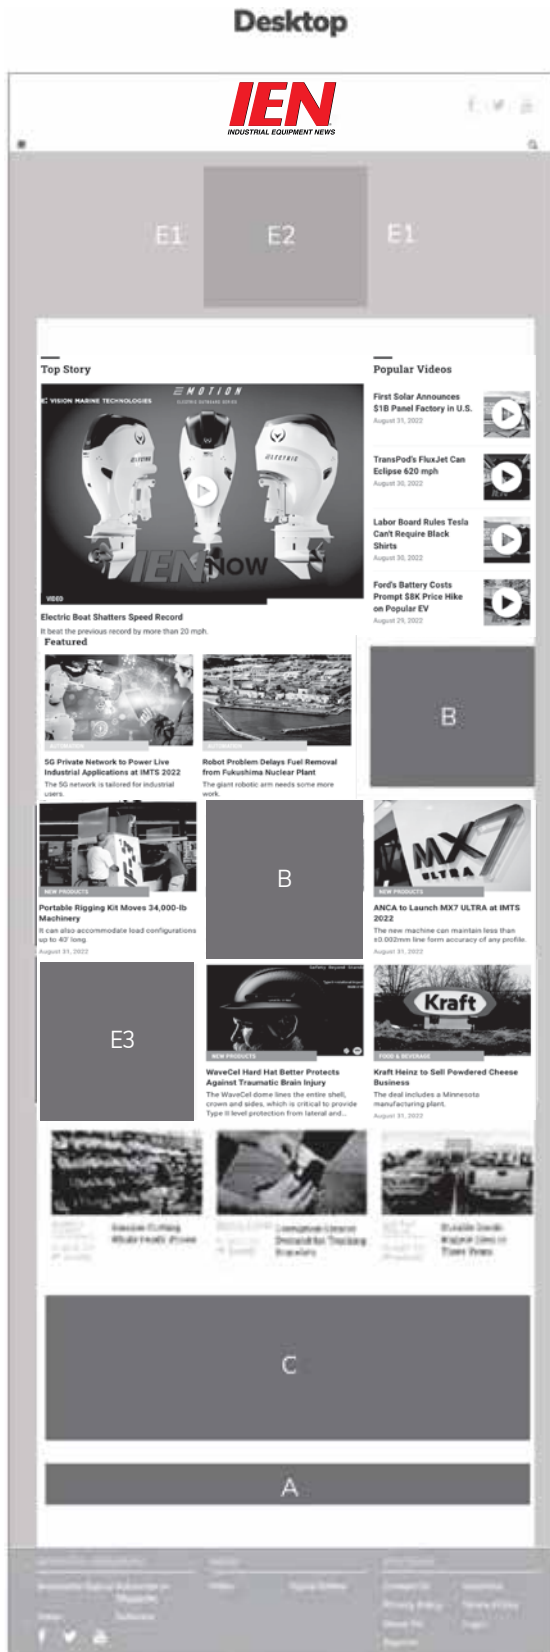 Desktop
IEN
INDUSTRIAL EQUIPMENT NEWS
E1
E2
E1
Top Story
VISION MARINE TECHNOLOGIES
EMOTION
ELECTRIC OUTBOARD SERIES
ELECTRIC
ELECTRIC
IEN NOW
VIDEO
Electric Boat Shatters Speed Record
It beat the previous record by more than 20 mph.
Popular Videos
First Solar Announces
$1B Panel Factory in U.S.
August 31, 2022
TransPod's FluxJet Can
Eclipse 620 mph
August 30, 2022
Labor Board Rules Tesla
Can't Require Black
Shirts
August 30, 2022
Ford's Battery Costs
Prompt $8K Price Hike
on Popular EV
August 29, 2022
Featured
AUTOMATION
5G Private Network to Power Live
Industrial Applications at IMTS 2022
The 5G network is tailored for industrial
users.
AUTOMATION
Robot Problem Delays Fuel Removal
from Fukushima Nuclear Plant
The giant robotic arm needs some more
work.
B
NEW PRODUCTS
Portable Rigging Kit Moves 34,000-lb
Machinery
It can also accommodate load configurations
up to 40' long.
August 31, 2022
B
MX7
ULTRA
NEW PRODUCTS
ANCA to Launch MX7 ULTRA at IMTS
2022
The new machine can maintain less than
±0.002mm line form accuracy of any profile.
August 31, 2022
E3
NEW PRODUCTS
WaveCel Hard Hat Better Protects
Against Traumatic Brain Injury
The WaveCel dome lines the entire shell,
crown and sides, which is critical to provide
Type II level protection from lateral and...
Kraft
FOOD & BEVERAGE
Kraft Heinz to Sell Powdered Cheese
Business
The deal includes a Minnesota
manufacturing plant.
August 31, 2022
C
A